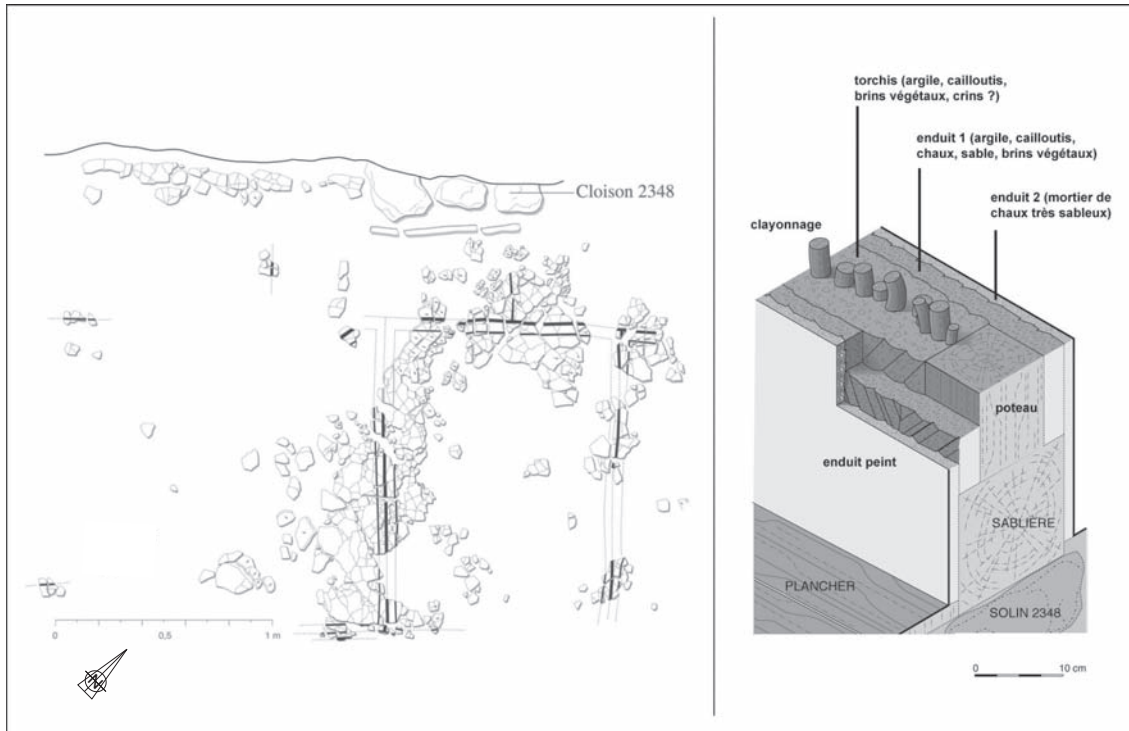 Cloison 2348
0
0,5
1 m
N
torchis (argile, cailloutis,
brins végétaux, crins ?)
enduit 1 (argile, cailloutis,
chaux, sable, brins végétaux)
enduit 2 (mortier de
chaux très sableux)
clayonnage
poteau
enduit peint
SABLIÈRE
PLANCHER
SOLIN 2348
0
10 cm